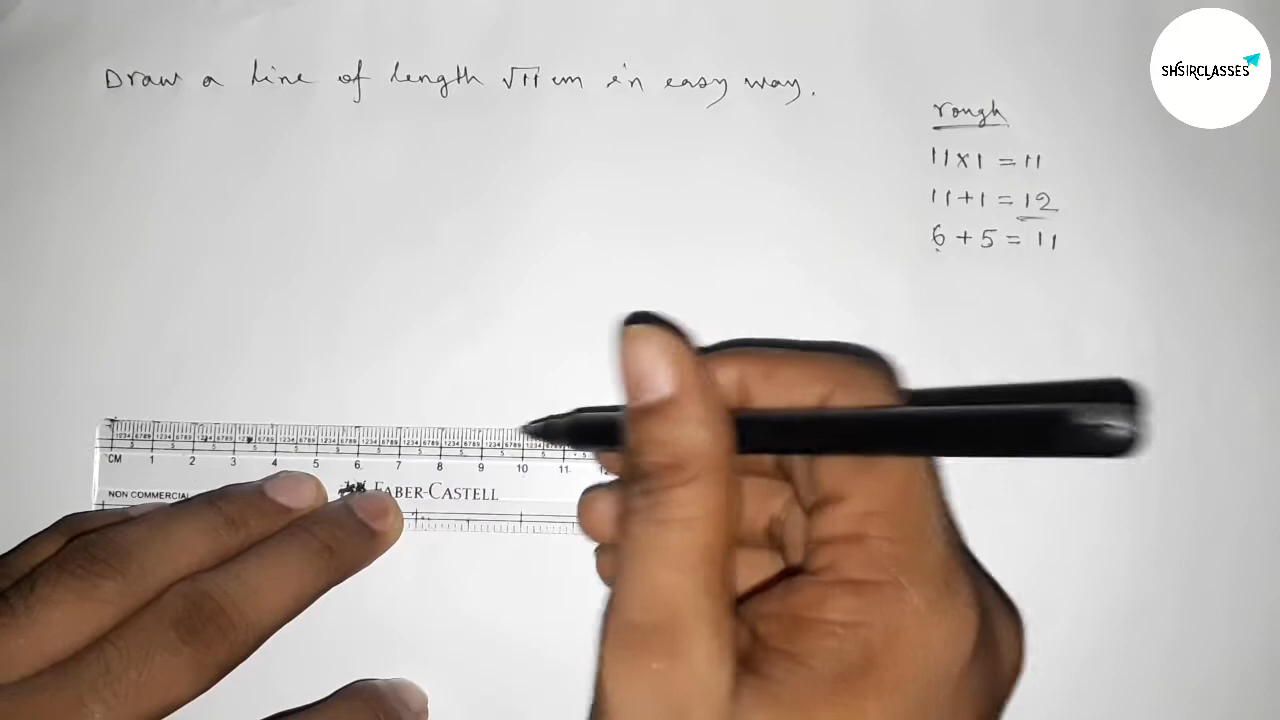 Draw a line of length √11 cm in easy way.
SHSIRCLASSES
rough
11×1 = 11
11+1 = 12
6+5 = 11
CM 1 2 3 4 5 6 7 8 9 10 11
NON COMMERCIAL
FABER-CASTELL